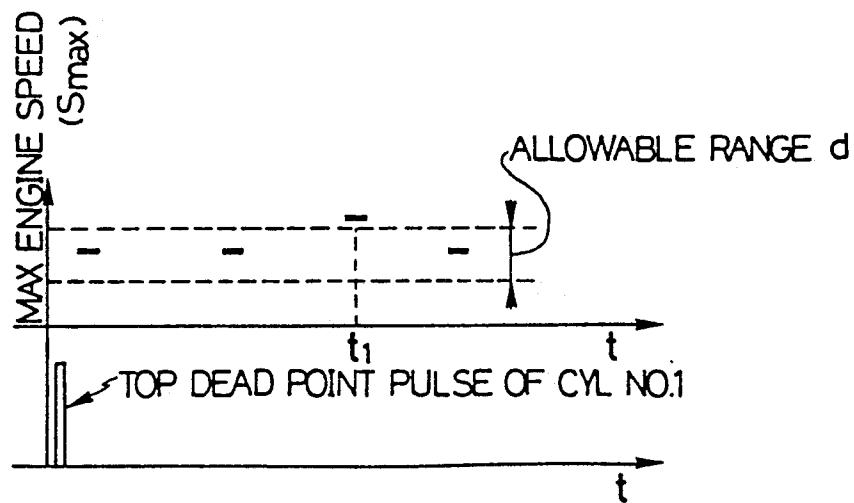 MAX ENGINE SPEED
(Smax)
ALLOWABLE RANGE d
t1
t
TOP DEAD POINT PULSE OF CYL NO.1
t